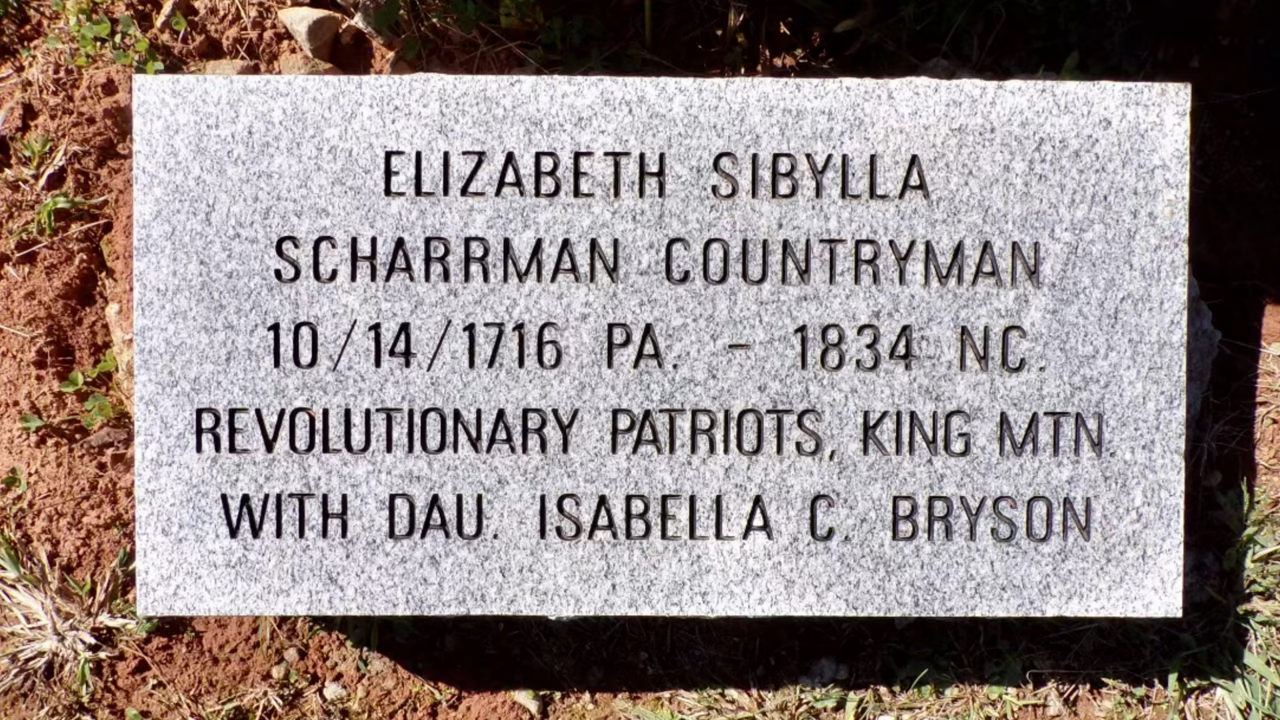 ELIZABETH SIBYLLA
SCHARRMAN COUNTRYMAN
10/14/1716 PA. - 1834 NC.
REVOLUTIONARY PATRIOTS, KING MTN.
WITH DAU. ISABELLA C. BRYSON